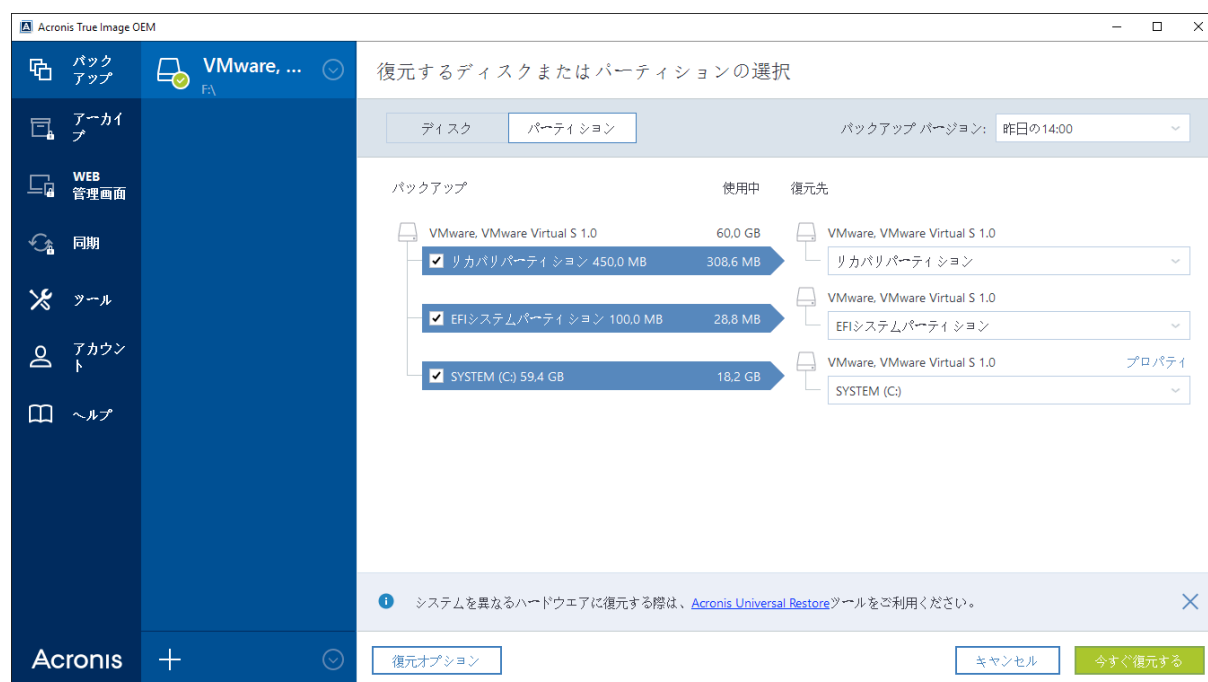 Acronis True Image OEM
バック
アップ
VMware, ...
F:\
復元するディスクまたはパーティションの選択
アーカイ
ブ
ディスク
パーティション
バックアップ バージョン:
昨日の14:00
WEB
管理画面
バックアップ
使用中
復元先
同期
VMware, VMware Virtual S 1.0
60,0 GB
VMware, VMware Virtual S 1.0
リカバリパーティション 450,0 MB
308,6 MB
リカバリパーティション
ツール
VMware, VMware Virtual S 1.0
EFIシステムパーティション 100,0 MB
28,8 MB
EFIシステムパーティション
アカウン
ト
VMware, VMware Virtual S 1.0
プロパティ
SYSTEM (C:) 59,4 GB
18,2 GB
SYSTEM (C:)
ヘルプ
システムを異なるハードウエアに復元する際は、Acronis Universal Restoreツールをご利用ください。
Acronis
復元オプション
キャンセル
今すぐ復元する